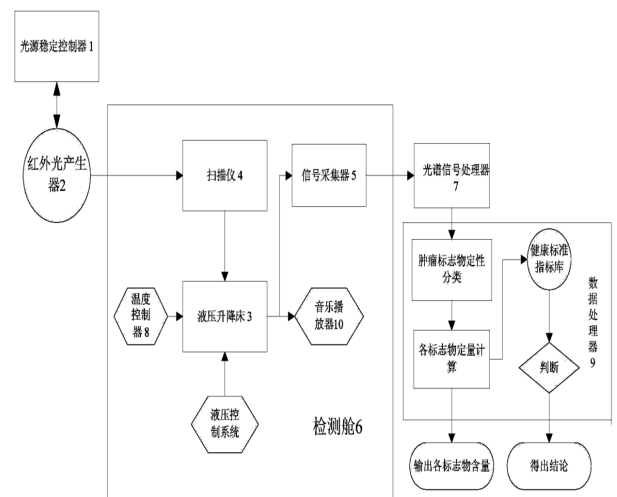 光源稳定控制器 1
红外光产生
器2
扫描仪 4
信号采集器 5
光谱信号处理器
7
温度
控制
器 8
液压升降床 3
音乐播
放器10
液压控
制系统
检测舱6
肿瘤标志物定性
分类
健康标准
指标库
各标志物定量计
算
判断
数
据
处
理
器
9
输出各标志物含量
得出结论